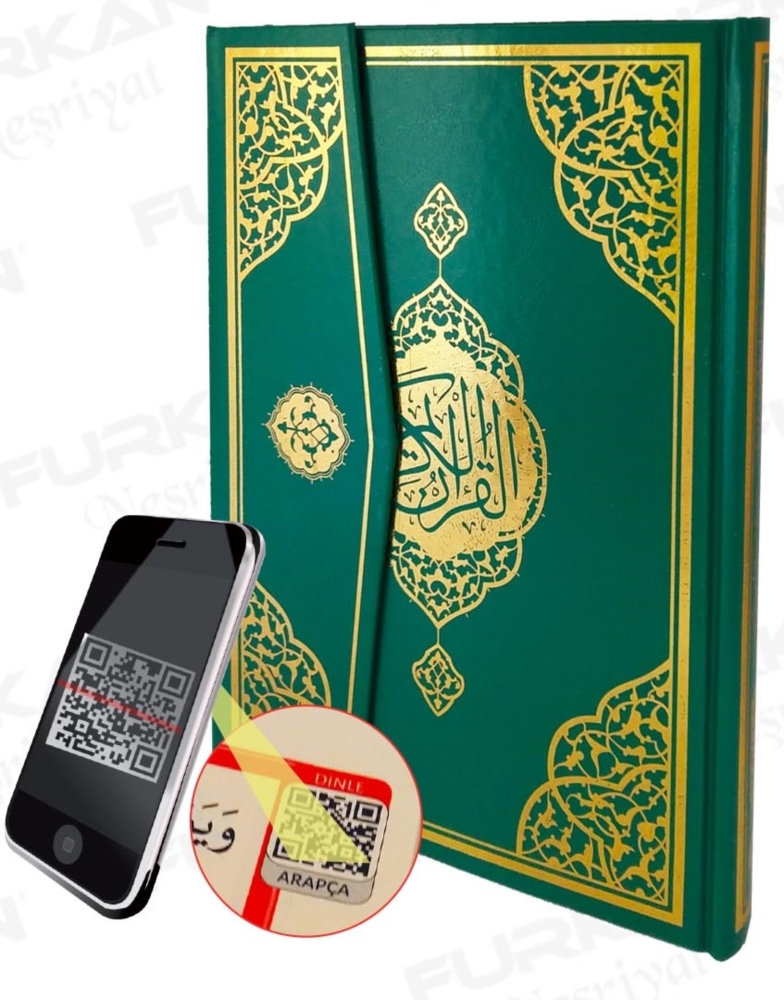 FURKAN
Neşriyat
القرآن الكريم
DİNLE
وَيَ
ARAPÇA